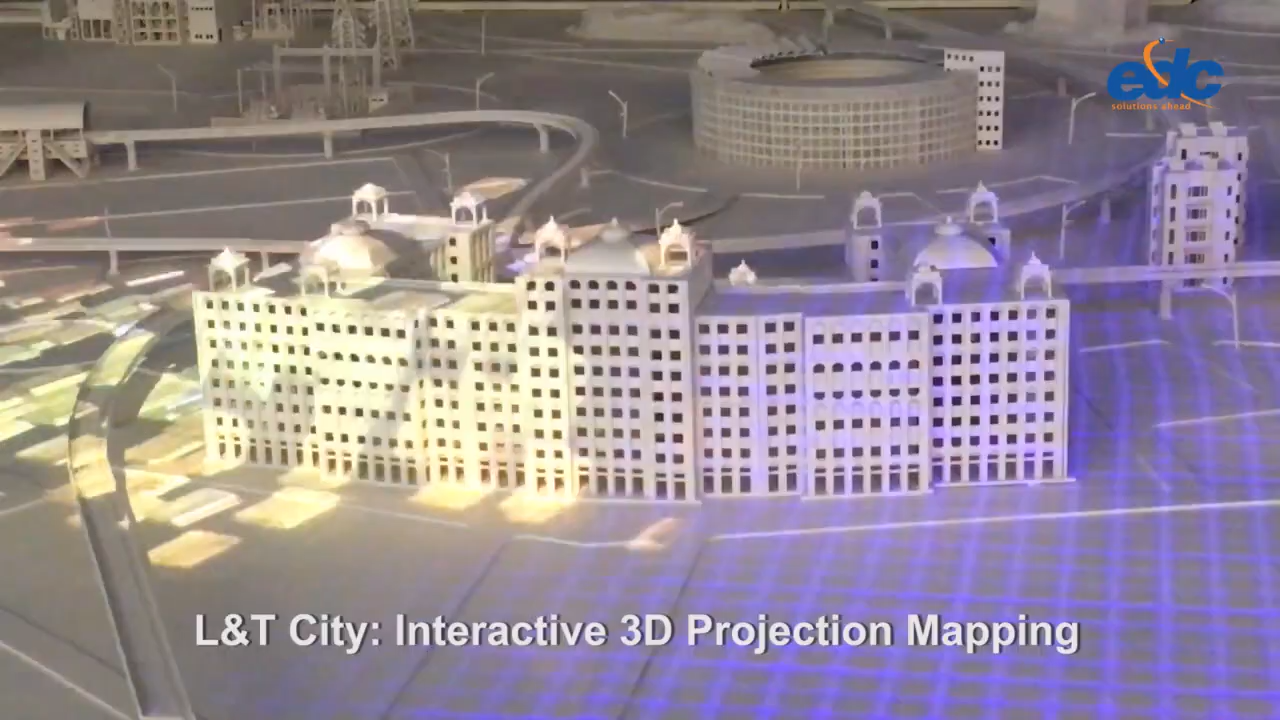 edc
solutions ahead
L&T City: Interactive 3D Projection Mapping